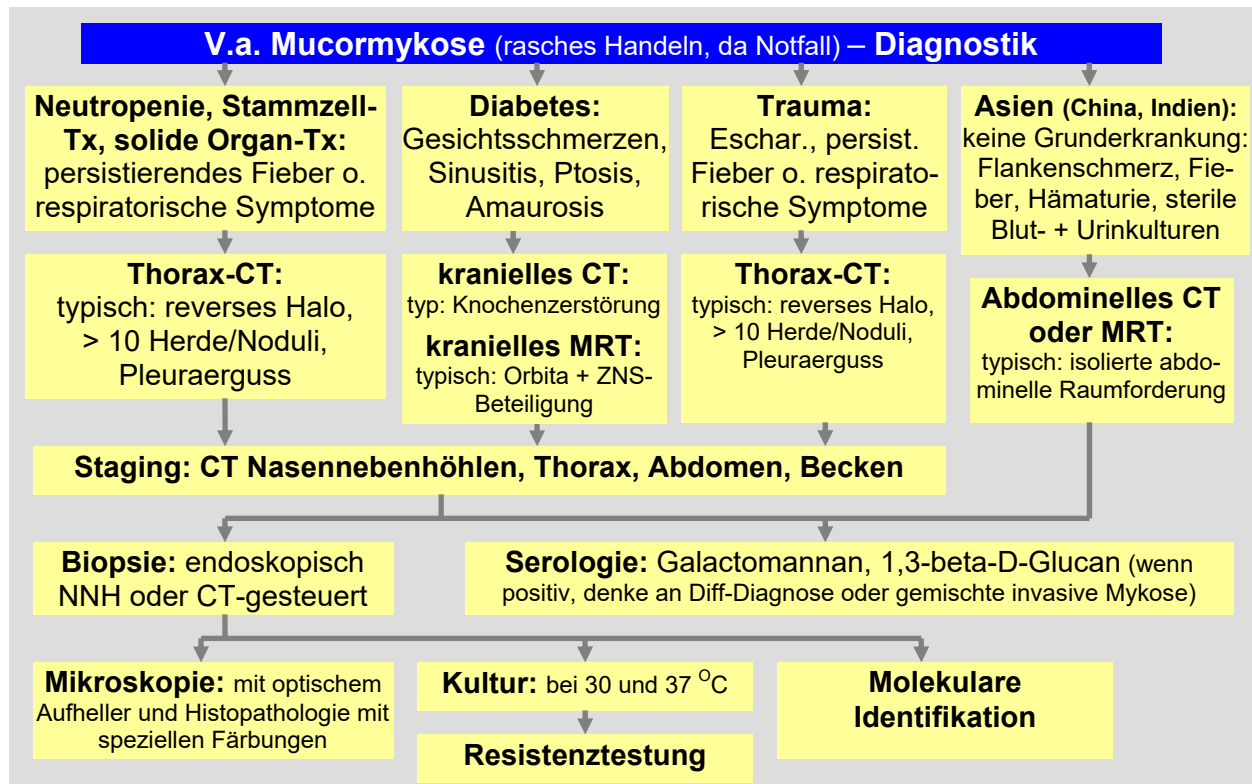 V.a. Mucormykose (rasches Handeln, da Notfall) – Diagnostik
Neutropenie, Stammzell-
Tx, solide Organ-Tx:
persistierendes Fieber o.
respiratorische Symptome
Diabetes:
Gesichtsschmerzen,
Sinusitis, Ptosis,
Amaurosis
Trauma:
Eschar., persist.
Fieber o. respirato-
rische Symptome
Asien (China, Indien):
keine Grunderkrankung:
Flankenschmerz, Fie-
ber, Hämaturie, sterile
Blut- + Urinkulturen
Thorax-CT:
typisch: reverses Halo,
> 10 Herde/Noduli,
Pleuraerguss
kranielles CT:
typ: Knochenzerstörung
kranielles MRT:
typisch: Orbita + ZNS-
Beteiligung
Thorax-CT:
typisch: reverses Halo,
> 10 Herde/Noduli,
Pleuraerguss
Abdominelles CT
oder MRT:
typisch: isolierte abdo-
minelle Raumforderung
Staging: CT Nasennebenhöhlen, Thorax, Abdomen, Becken
Biopsie: endoskopisch
NNH oder CT-gesteuert
Serologie: Galactomannan, 1,3-beta-D-Glucan (wenn
positiv, denke an Diff-Diagnose oder gemischte invasive Mykose)
Mikroskopie: mit optischem
Aufheller und Histopathologie mit
speziellen Färbungen
Kultur: bei 30 und 37 ⁰C
Resistenztestung
Molekulare
Identifikation